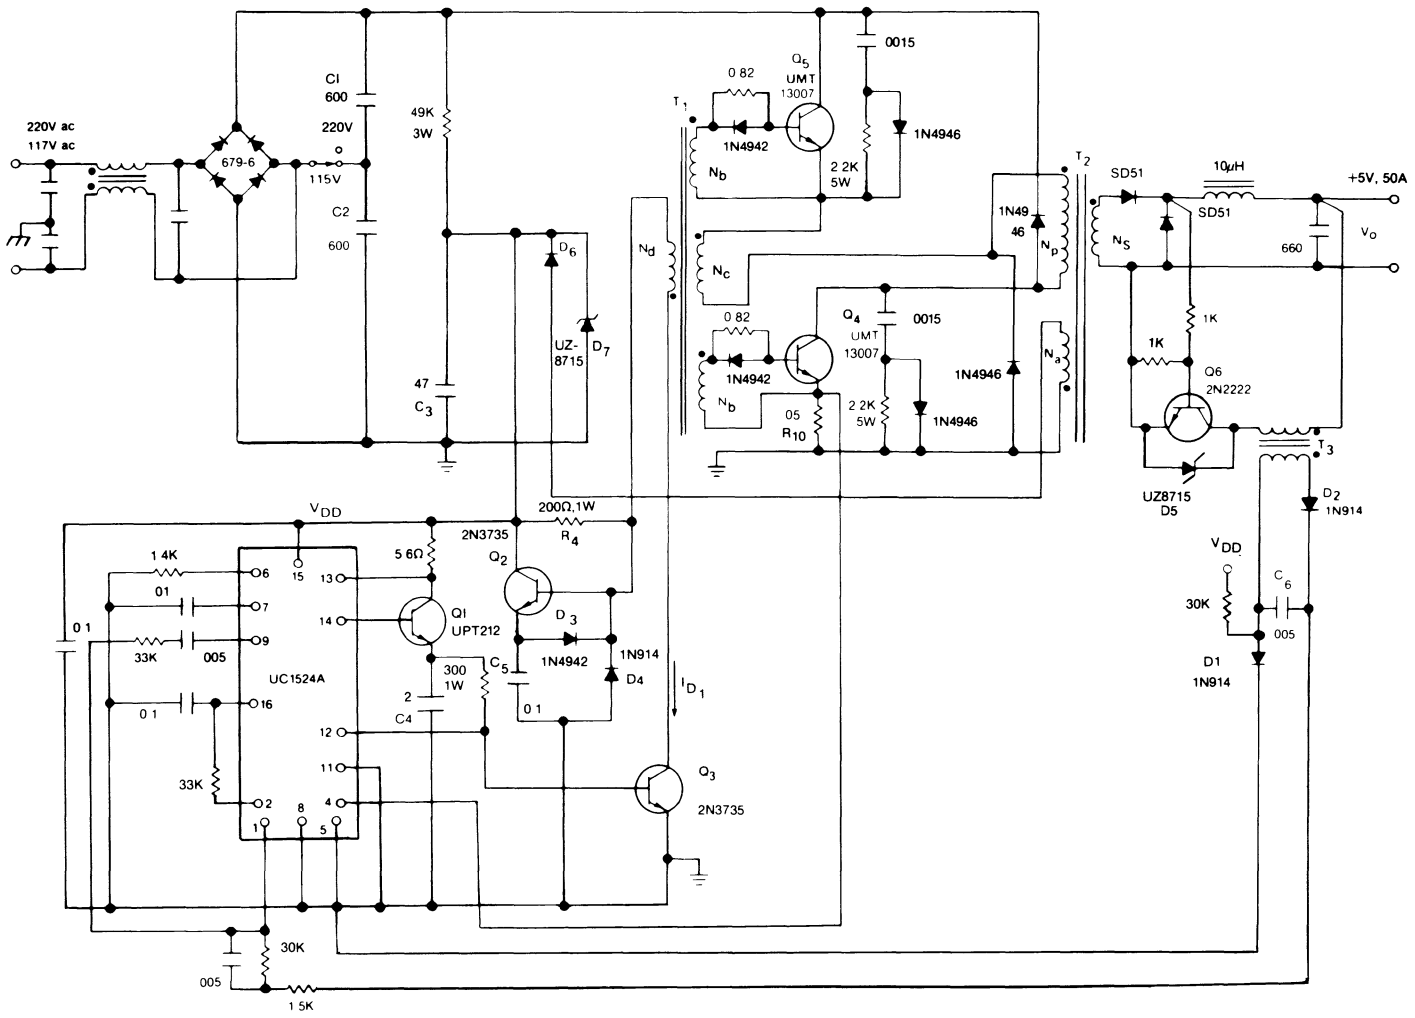 220V ac
117V ac
679-6
C1
600
220V
115V
C2
600
49K
3W
47
C3
D6
UZ-
8715
D7
T1
Nd
0 82
1N4942
Nb
Q5
UMT
13007
0015
1N4946
2 2K
5W
Nc
0 82
1N4942
Nb
Q4
UMT
13007
0015
2 2K
5W
1N4946
05
R10
1N49
46
Np
T2
1N4946
Na
NS
SD51
SD51
10μH
+5V, 50A
Vo
660
1K
1K
Q6
2N2222
UZ8715
D5
T3
D2
1N914
VDD
30K
C6
005
D1
1N914
VDD
1 4K
01
0 1
33K
005
0 1
33K
UC1524A
6
7
9
16
2
1
8
5
15
13
14
12
11
4
5 6Ω
Q1
UPT212
300
1W
2
C4
2N3735
Q2
200Ω,1W
R4
D3
1N4942
C5
0 1
1N914
D4
ID1
Q3
2N3735
30K
005
1 5K